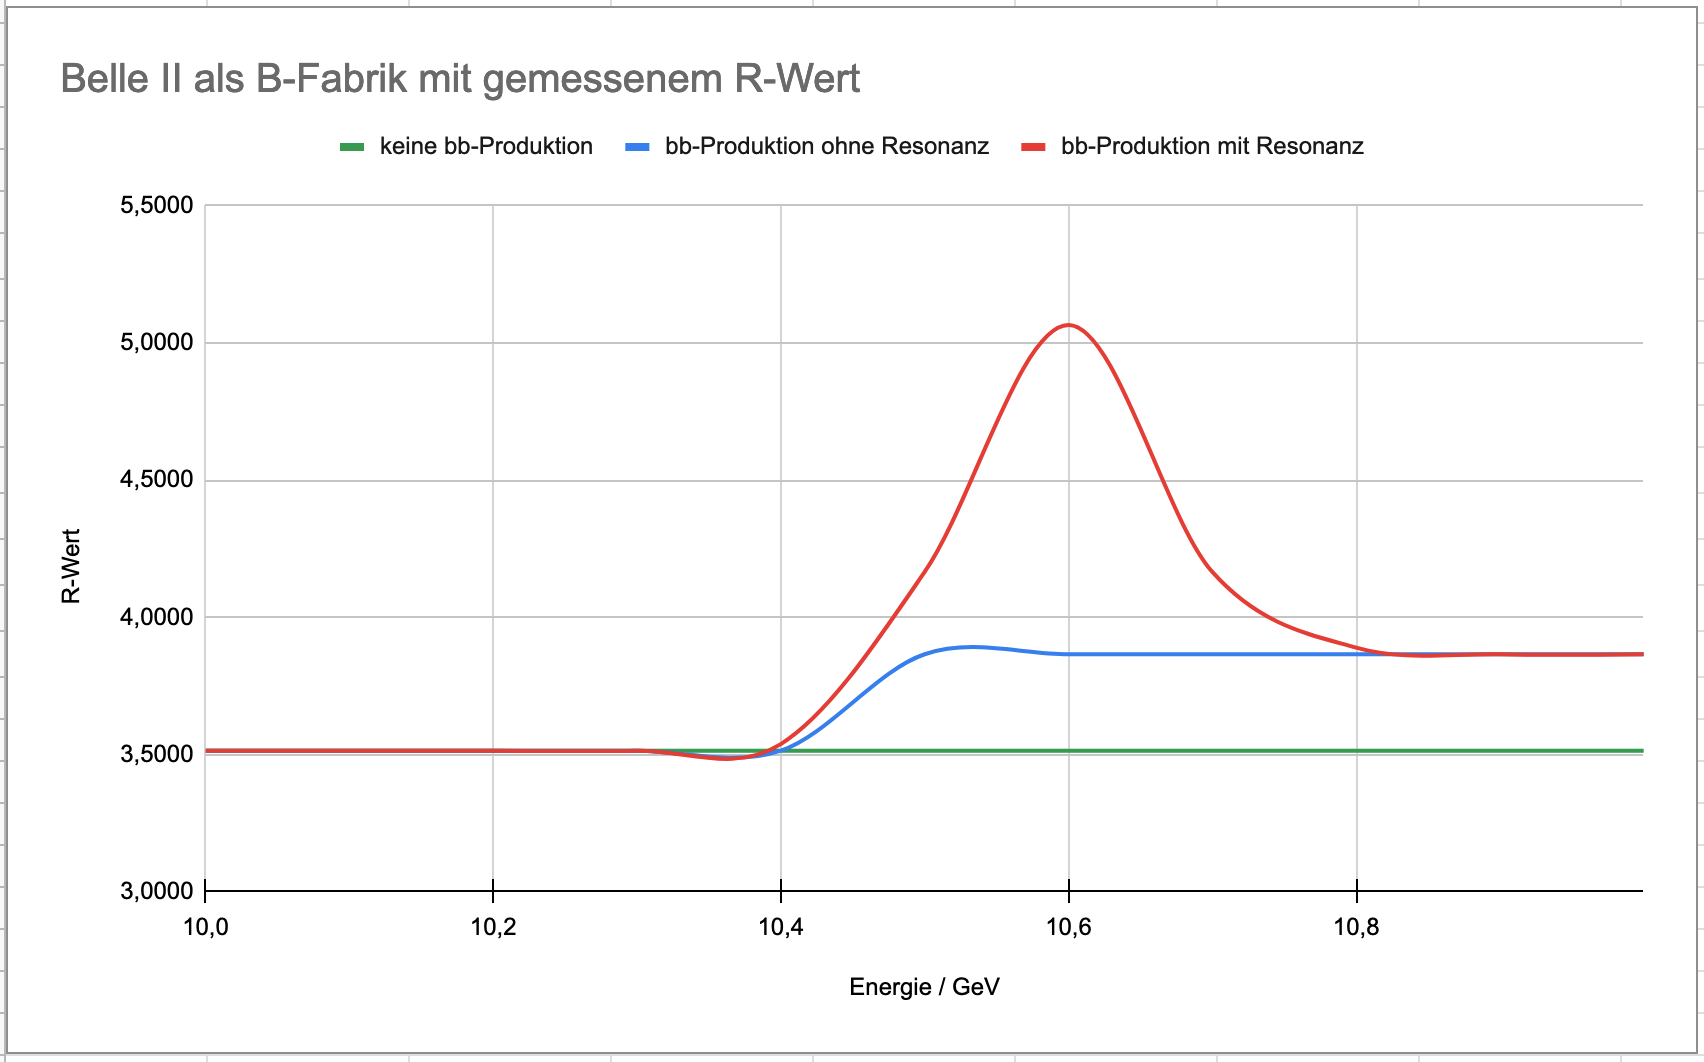 Belle II als B-Fabrik mit gemessenem R-Wert
keine bb-Produktion bb-Produktion ohne Resonanz bb-Produktion mit Resonanz
5,5000
5,0000
4,5000
4,0000
3,5000
3,0000
R-Wert
10,0 10,2 10,4 10,6 10,8
Energie / GeV